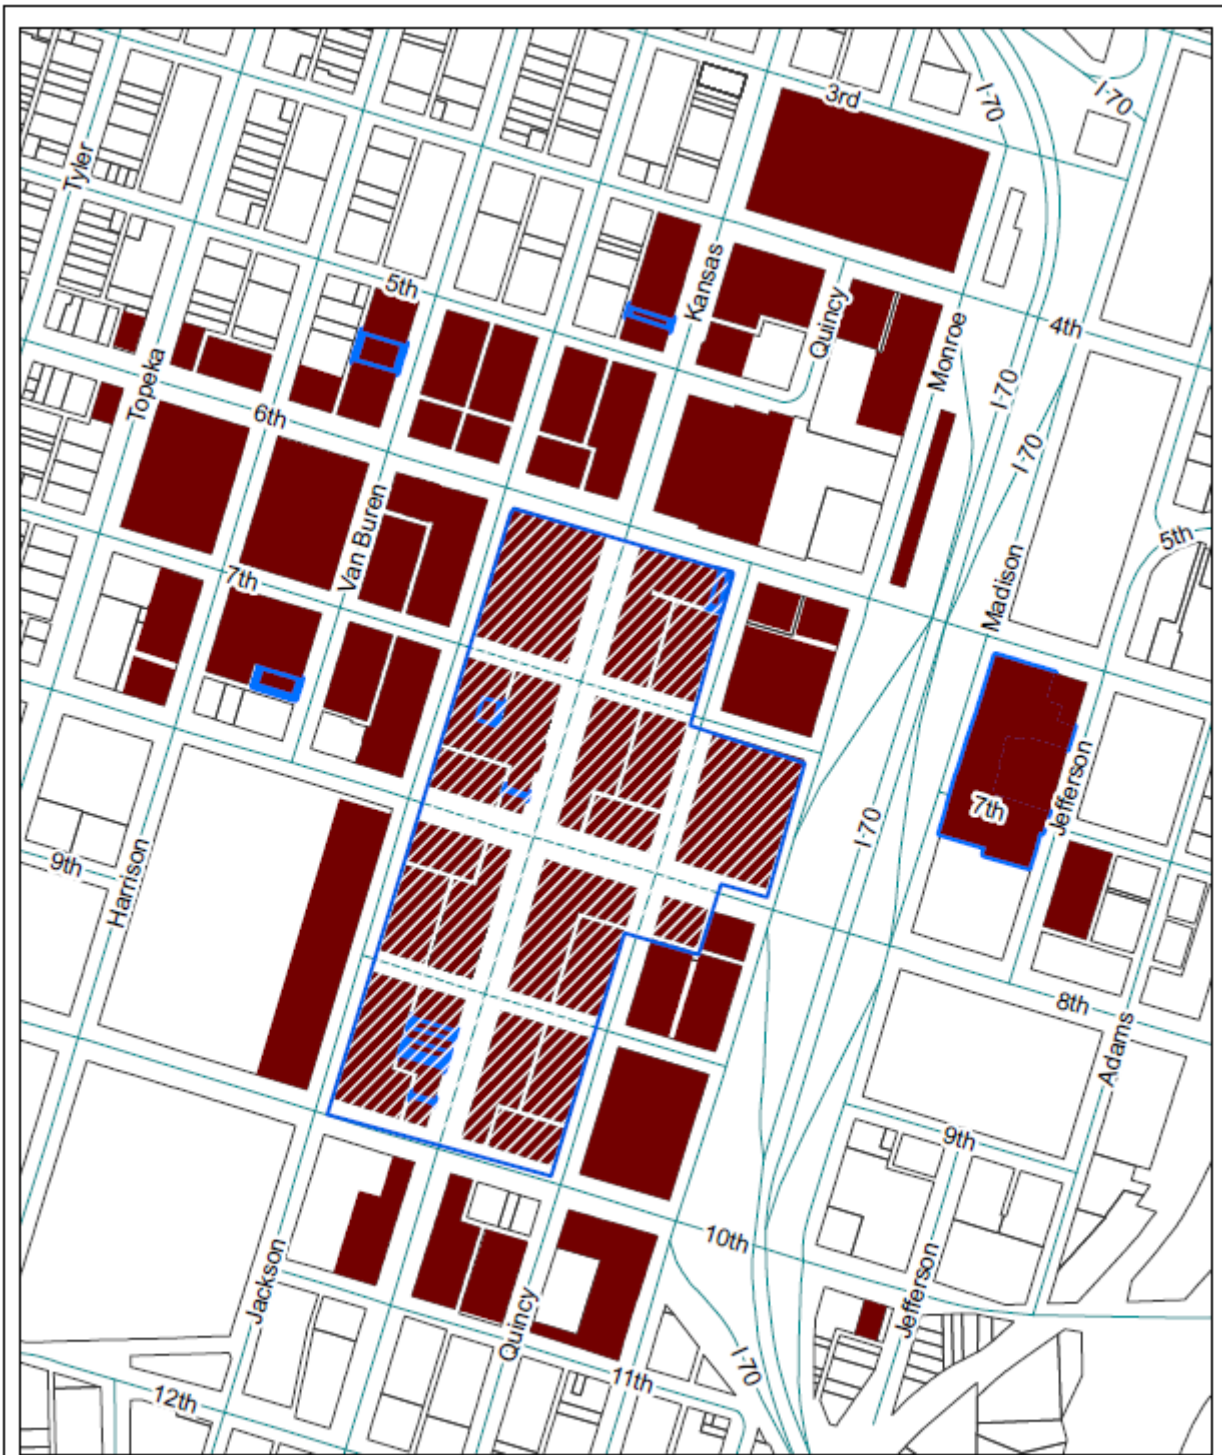 3rd
I-70
I-70
Tyler
Kansas
5th
Quincy
4th
Monroe
Topeka
I-70
6th
I-70
Van Buren
5th
7th
Madison
Jefferson
7th
I-70
9th
Harrison
8th
Adams
9th
10th
Jackson
Jefferson
Quincy
I-70
11th
12th